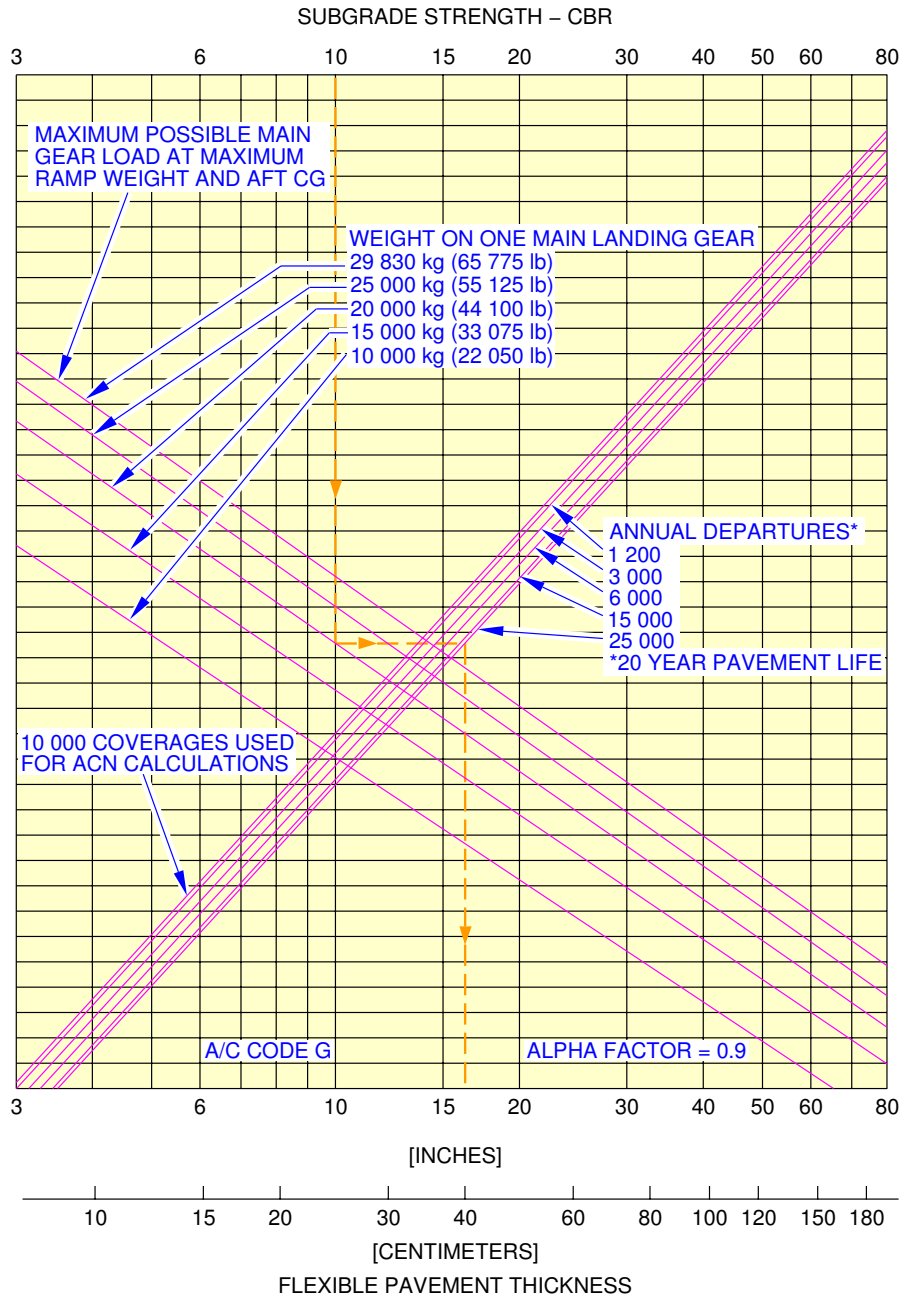 SUBGRADE STRENGTH – CBR
3 6 10 15 20 30 40 50 60 80
MAXIMUM POSSIBLE MAIN
GEAR LOAD AT MAXIMUM
RAMP WEIGHT AND AFT CG
WEIGHT ON ONE MAIN LANDING GEAR
29 830 kg (65 775 lb)
25 000 kg (55 125 lb)
20 000 kg (44 100 lb)
15 000 kg (33 075 lb)
10 000 kg (22 050 lb)
ANNUAL DEPARTURES*
1 200
3 000
6 000
15 000
25 000
*20 YEAR PAVEMENT LIFE
10 000 COVERAGES USED
FOR ACN CALCULATIONS
A/C CODE G
ALPHA FACTOR = 0.9
3 6 10 15 20 30 40 50 60 80
[INCHES]
10 15 20 30 40 60 80 100 120 150 180
[CENTIMETERS]
FLEXIBLE PAVEMENT THICKNESS